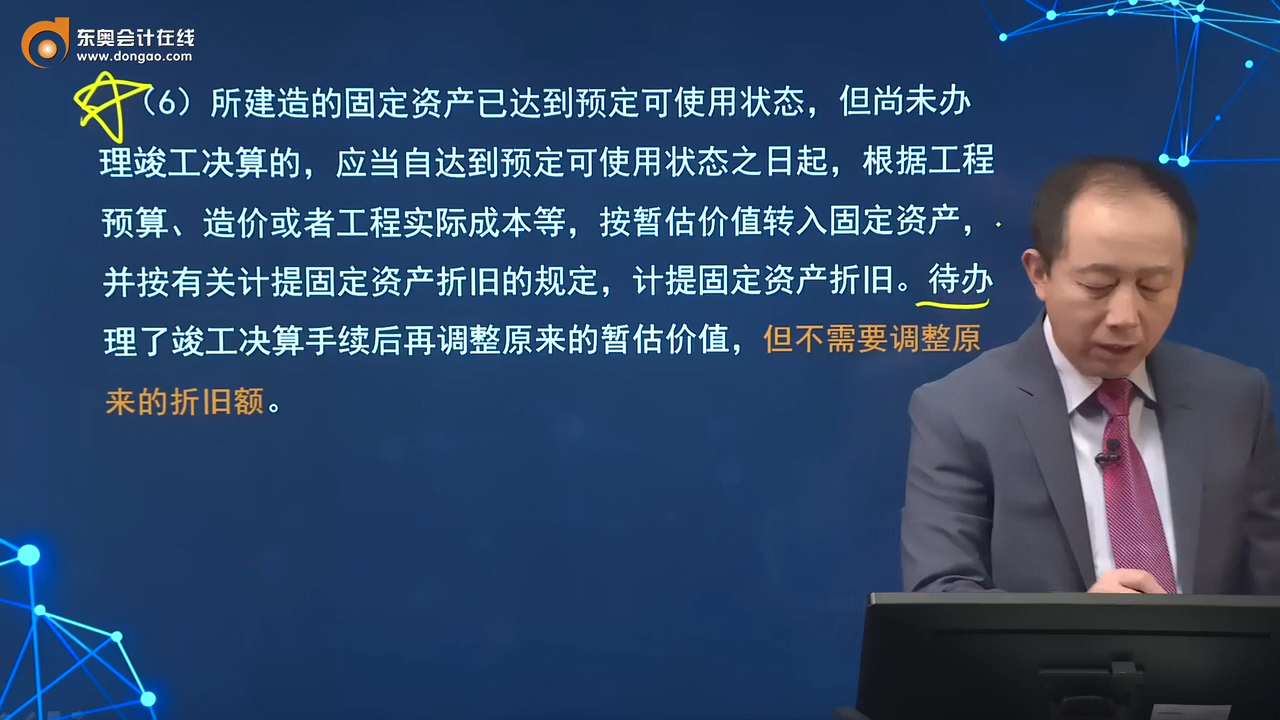 东奥会计在线
www.dongao.com
（6）所建造的固定资产已达到预定可使用状态，但尚未办
理竣工决算的，应当自达到预定可使用状态之日起，根据工程
预算、造价或者工程实际成本等，按暂估价值转入固定资产，
并按有关计提固定资产折旧的规定，计提固定资产折旧。待办
理了竣工决算手续后再调整原来的暂估价值，但不需要调整原
来的折旧额。